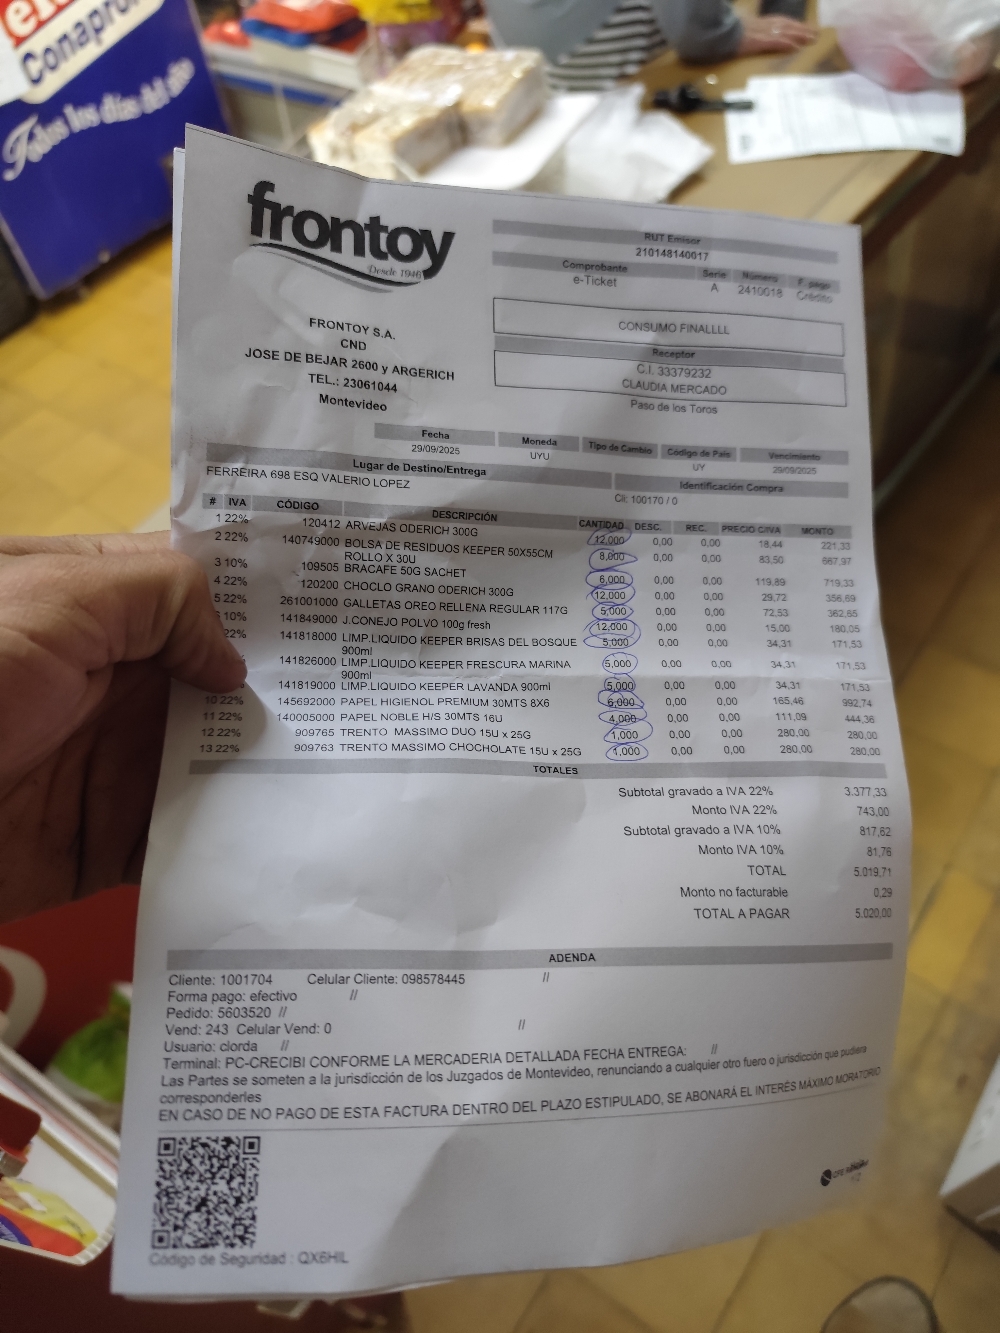 Conapro
Todos los días del año
frontoy
Desde 1946
FRONTOY S.A.
CND
JOSE DE BEJAR 2600 y ARGERICH
TEL.: 23061044
Montevideo
RUT Emisor
210148140017
Comprobante Serie Número F. pago
e-Ticket A 2410018 Crédito
CONSUMO FINALLLL
Receptor
C.I. 33379232
CLAUDIA MERCADO
Paso de los Toros
Fecha Moneda Tipo de Cambio Código de País Vencimiento
29/09/2025 UYU UY 29/09/2025
Lugar de Destino/Entrega Identificación Compra
FERREIRA 698 ESQ VALERIO LOPEZ Cli: 100170 / 0
# IVA CÓDIGO DESCRIPCIÓN CANTIDAD DESC. REC. PRECIO C/IVA MONTO
1 22% 120412 ARVEJAS ODERICH 300G 12,000 0,00 0,00 18,44 221,33
2 22% 140749000 BOLSA DE RESIDUOS KEEPER 50X55CM 8,000 0,00 0,00 83,50 667,97
ROLLO X 30U
3 10% 109505 BRACAFE 50G SACHET 6,000 0,00 0,00 119,89 719,33
4 22% 120200 CHOCLO GRANO ODERICH 300G 12,000 0,00 0,00 29,72 356,69
5 22% 261001000 GALLETAS OREO RELLENA REGULAR 117G 5,000 0,00 0,00 72,53 362,65
10% 141849000 J.CONEJO POLVO 100g fresh 12,000 0,00 0,00 15,00 180,05
22% 141818000 LIMP.LIQUIDO KEEPER BRISAS DEL BOSQUE 5,000 0,00 0,00 34,31 171,53
900ml
141826000 LIMP.LIQUIDO KEEPER FRESCURA MARINA 5,000 0,00 0,00 34,31 171,53
900ml
141819000 LIMP.LIQUIDO KEEPER LAVANDA 900ml 5,000 0,00 0,00 34,31 171,53
10 22% 145692000 PAPEL HIGIENOL PREMIUM 30MTS 8X6 6,000 0,00 0,00 165,46 992,74
11 22% 140005000 PAPEL NOBLE H/S 30MTS 16U 4,000 0,00 0,00 111,09 444,36
12 22% 909765 TRENTO MASSIMO DUO 15U x 25G 1,000 0,00 0,00 280,00 280,00
13 22% 909763 TRENTO MASSIMO CHOCHOLATE 15U x 25G 1,000 0,00 0,00 280,00 280,00
TOTALES
Subtotal gravado a IVA 22% 3.377,33
Monto IVA 22% 743,00
Subtotal gravado a IVA 10% 817,62
Monto IVA 10% 81,76
TOTAL 5.019,71
Monto no facturable 0,29
TOTAL A PAGAR 5.020,00
ADENDA
Cliente: 1001704 Celular Cliente: 098578445 //
Forma pago: efectivo //
Pedido: 5603520 //
Vend: 243 Celular Vend: 0 //
Usuario: clorda //
Terminal: PC-CRECIBI CONFORME LA MERCADERIA DETALLADA FECHA ENTREGA: //
Las Partes se someten a la jurisdicción de los Juzgados de Montevideo, renunciando a cualquier otro fuero o jurisdicción que pudiera
corresponderles
EN CASO DE NO PAGO DE ESTA FACTURA DENTRO DEL PLAZO ESTIPULADO, SE ABONARÁ EL INTERÉS MÁXIMO MORATORIO
Código de Seguridad : QX6HIL